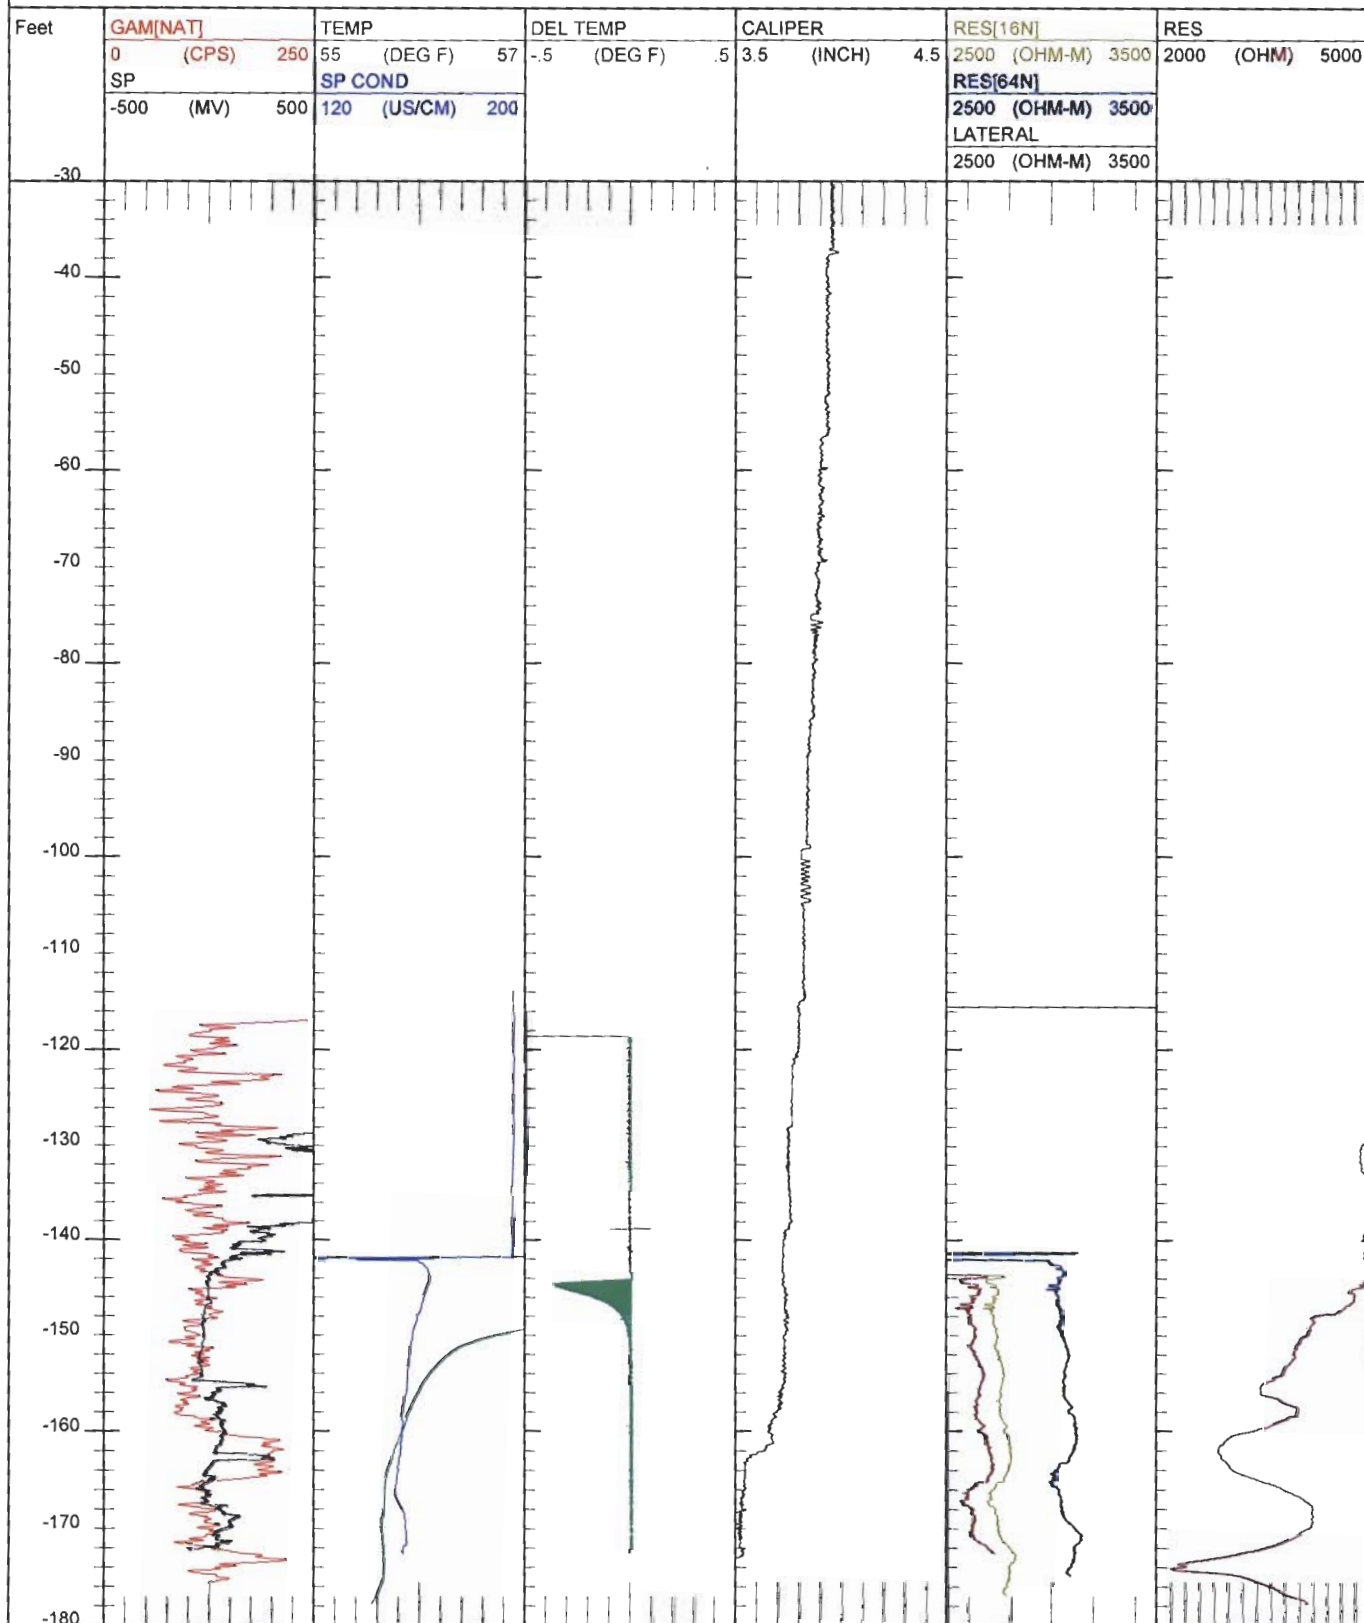 Feet GAM[NAT] TEMP DEL TEMP CALIPER RES[16N] RES
0 (CPS) 250 55 (DEG F) 57 -.5 (DEG F) .5 3.5 (INCH) 4.5 2500 (OHM-M) 3500 2000 (OHM) 5000
SP SP COND RES[64N]
-500 (MV) 500 120 (US/CM) 200 2500 (OHM-M) 3500
LATERAL
2500 (OHM-M) 3500
-30
-40
-50
-60
-70
-80
-90
-100
-110
-120
-130
-140
-150
-160
-170
-180